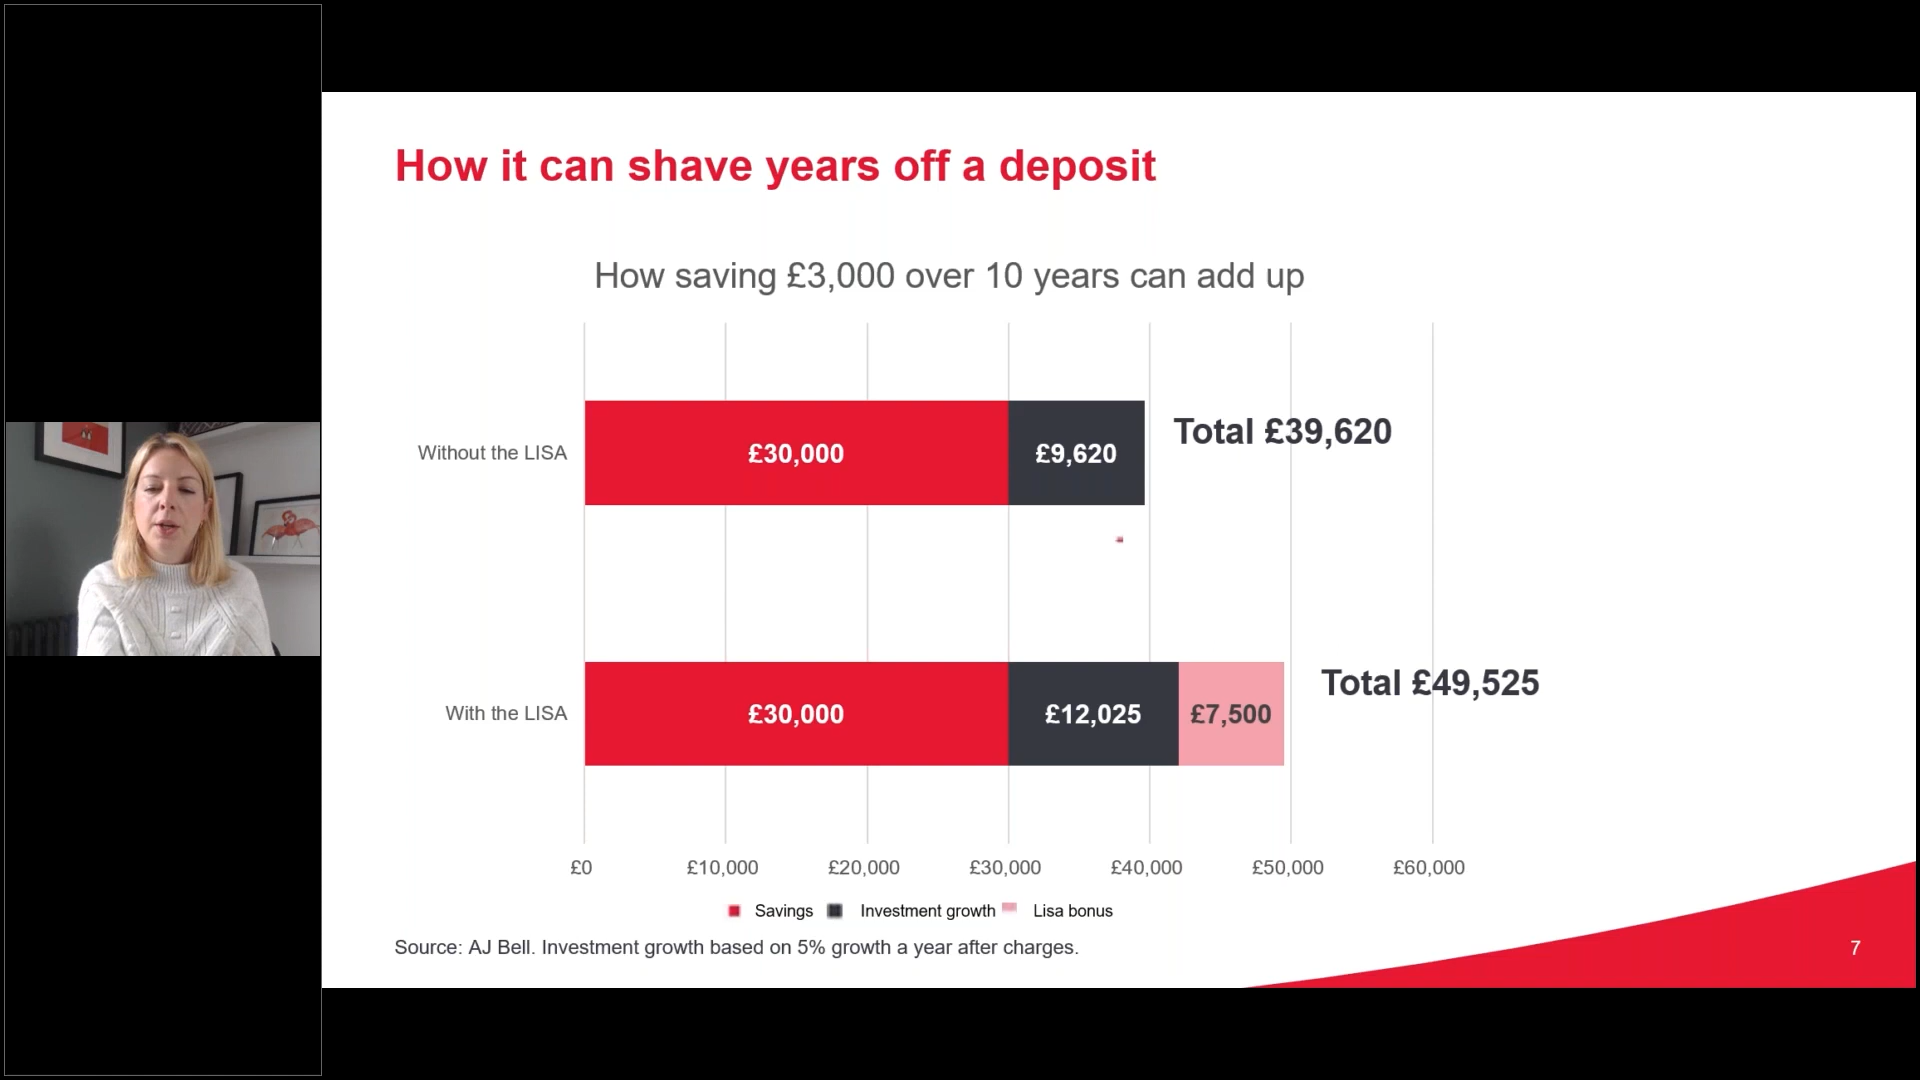 How it can shave years off a deposit
How saving £3,000 over 10 years can add up
Without the LISA
£30,000
£9,620
Total £39,620
With the LISA
£30,000
£12,025
£7,500
Total £49,525
£0
£10,000
£20,000
£30,000
£40,000
£50,000
£60,000
Savings
Investment growth
Lisa bonus
Source: AJ Bell. Investment growth based on 5% growth a year after charges.
7